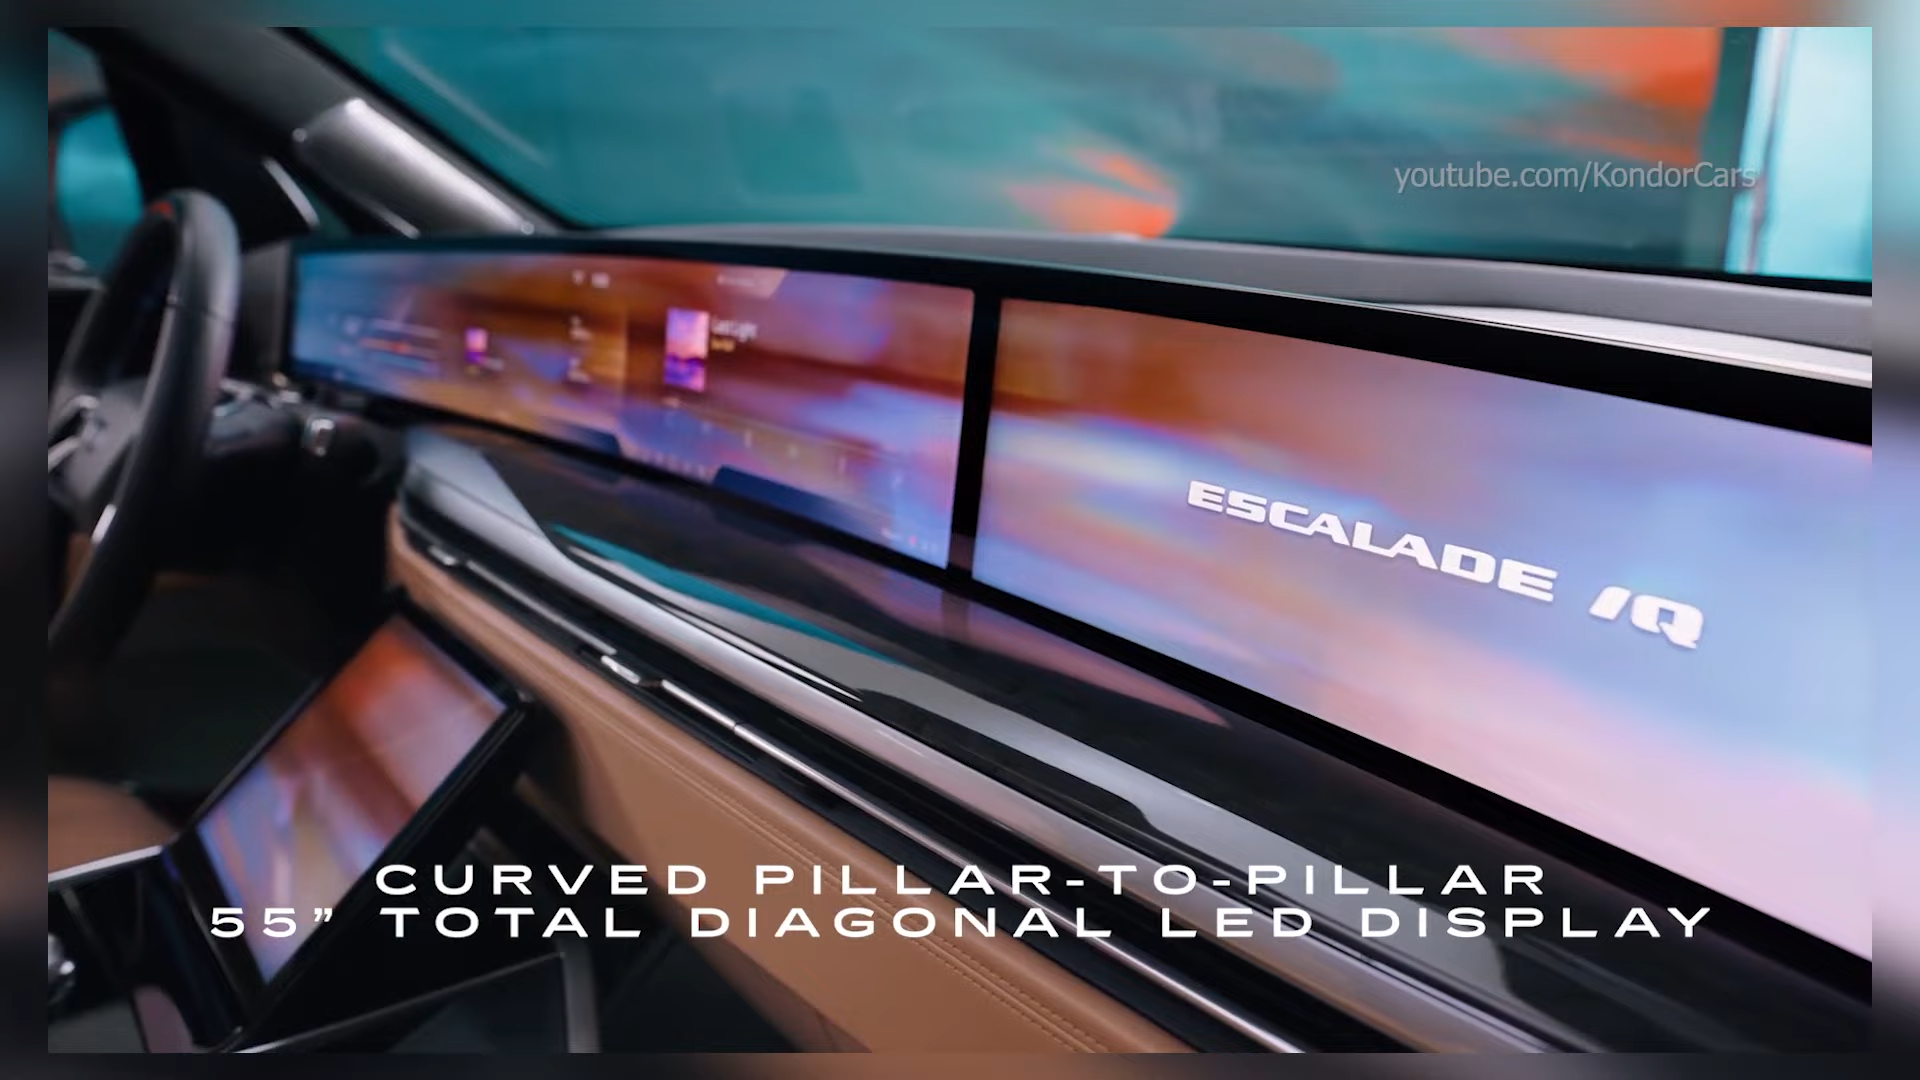 youtube.com/KondorCars
ESCALADE IQ
CURVED PILLAR-TO-PILLAR
55” TOTAL DIAGONAL LED DISPLAY